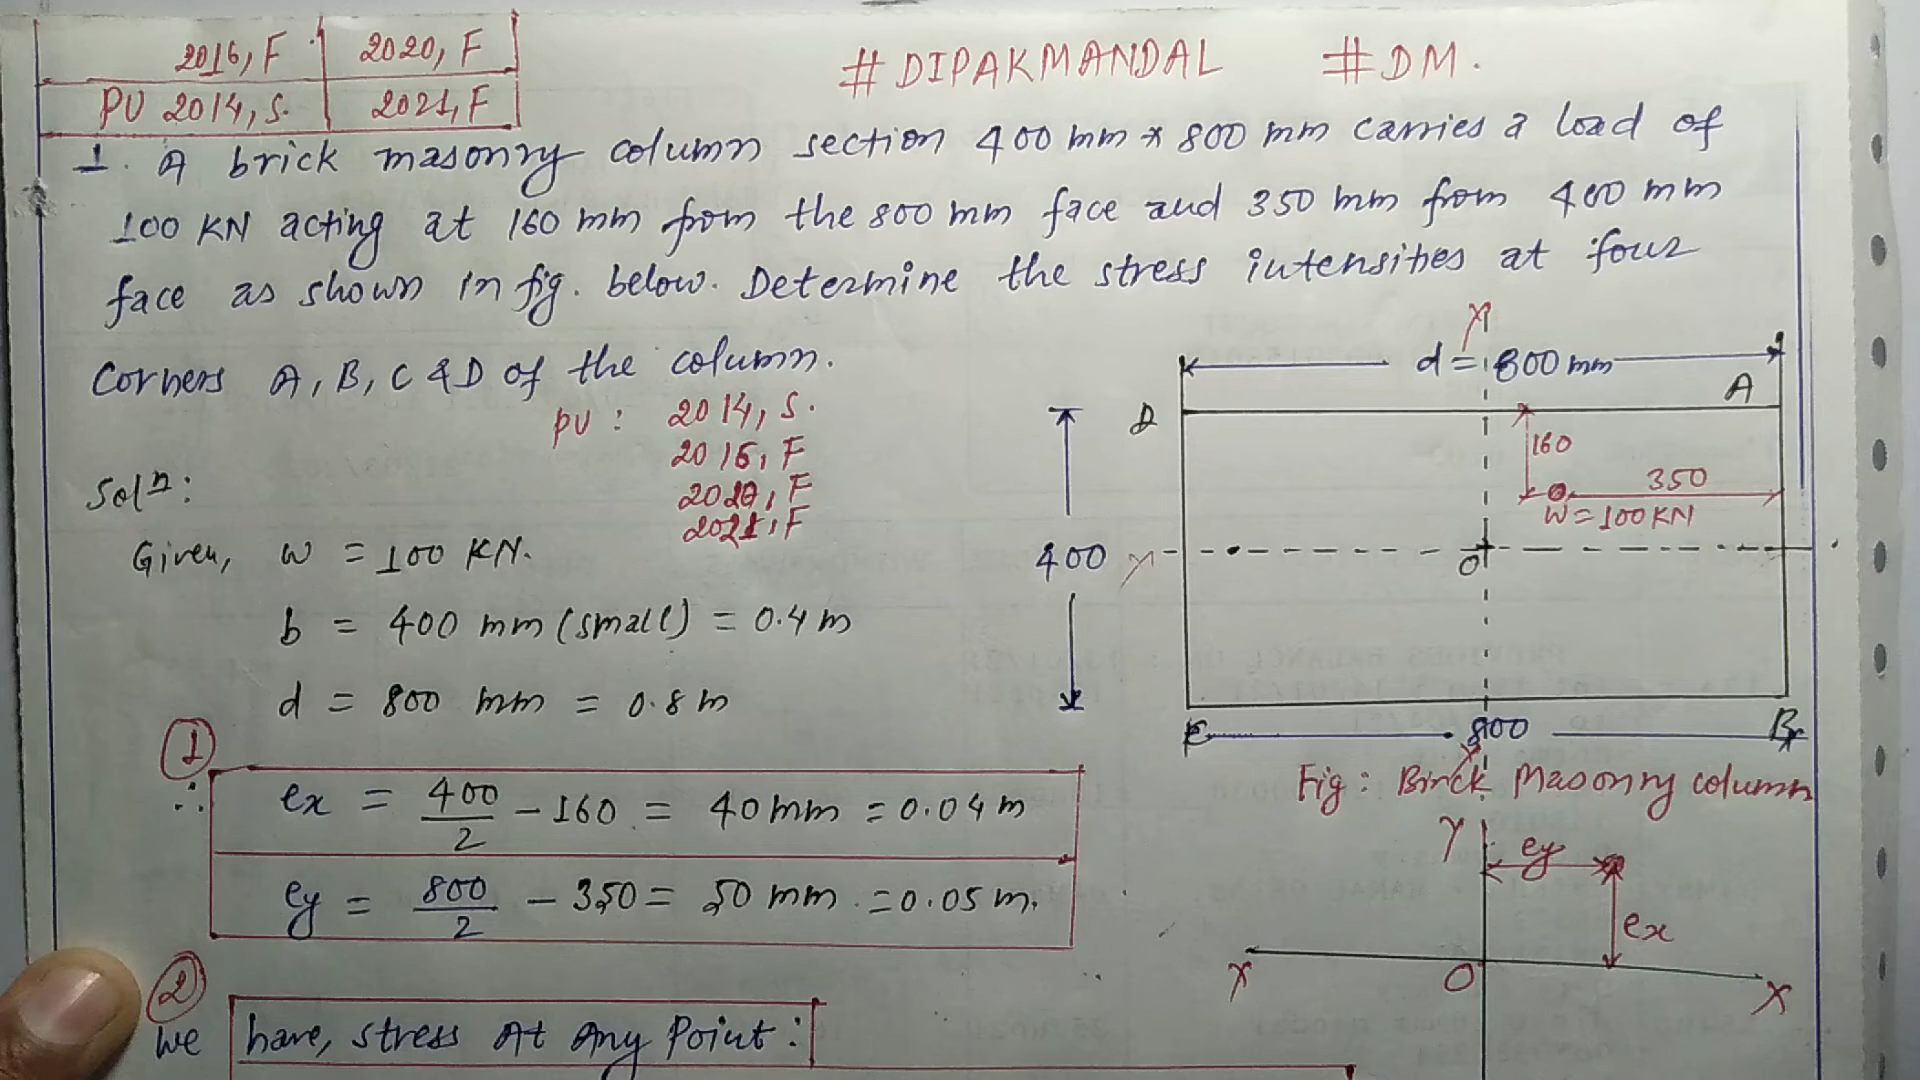 2016, F 2020, F
PU 2014, S. 2021, F
#DIPAKMANDAL #DM.
1. A brick masonry column section 400 mm * 800 mm carries a load of
100 KN acting at 160 mm from the 800 mm face and 350 mm from 400 mm
face as shown in fig. below. Determine the stress intensities at four
Corners A, B, C & D of the column.
PU: 2014, S.
2016, F
2020, F
2021, F
Solⁿ:
Given, W = 100 KN.
b = 400 mm (small) = 0.4 m
d = 800 mm = 0.8 m
1
∴ ex = 400/2 - 160 = 40 mm = 0.04 m
ey = 800/2 - 350 = 50 mm = 0.05 m.
2
We have, stress At Any Point:
Y
d = 800 mm
D A
160
350
W = 100 KN
400
O
C 800 B
Fig: Brick Masonry column
Y ey
ex
X O X